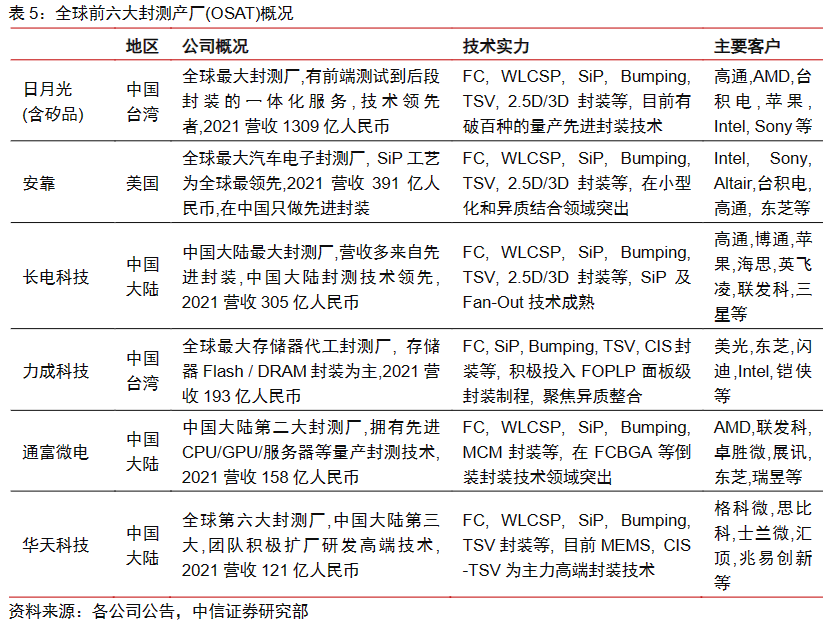 表 5：全球前六大封测产厂(OSAT)概况
地区 公司概况 技术实力 主要客户
日月光
(含矽品)
中国
台湾
全球最大封测厂,有前端测试到后段
封装的一体化服务,技术领先
者,2021 营收 1309 亿人民币
FC, WLCSP, SiP, Bumping,
TSV, 2.5D/3D 封装等, 目前有
破百种的量产先进封装技术
高通,AMD,台
积电,苹果,
Intel, Sony 等
安靠
美国
全球最大汽车电子封测厂, SiP 工艺
为全球最领先,2021 营收 391 亿人
民币,在中国只做先进封装
FC, WLCSP, SiP, Bumping,
TSV, 2.5D/3D 封装等, 在小型
化和异质结合领域突出
Intel, Sony,
Altair,台积电,
高通, 东芝等
长电科技
中国
大陆
中国大陆最大封测厂,营收多来自先
进封装,中国大陆封测技术领先,
2021 营收 305 亿人民币
FC, WLCSP, SiP, Bumping,
TSV, 2.5D/3D 封装等, SiP 及
Fan-Out 技术成熟
高通,博通,苹
果,海思,英飞
凌,联发科,三
星等
力成科技
中国
台湾
全球最大存储器代工封测厂, 存储
器 Flash / DRAM 封装为主,2021 营
收 193 亿人民币
FC, SiP, Bumping, TSV, CIS 封
装等, 积极投入 FOPLP 面板级
封装制程, 聚焦异质整合
美光,东芝,闪
迪,Intel,铠侠
等
通富微电
中国
大陆
中国大陆第二大封测厂,拥有先进
CPU/GPU/服务器等量产封测技术,
2021 营收 158 亿人民币
FC, WLCSP, SiP, Bumping,
MCM 封装等, 在 FCBGA 等倒
装封装技术领域突出
AMD,联发科,
卓胜微,展讯,
东芝,瑞昱等
华天科技
中国
大陆
全球第六大封测厂,中国大陆第三
大,团队积极扩厂研发高端技术,
2021 营收 121 亿人民币
FC, WLCSP, SiP, Bumping,
TSV 封装等, 目前 MEMS, CIS
-TSV 为主力高端封装技术
格科微,思比
科,士兰微,汇
顶,兆易创新
等
资料来源：各公司公告，中信证券研究部